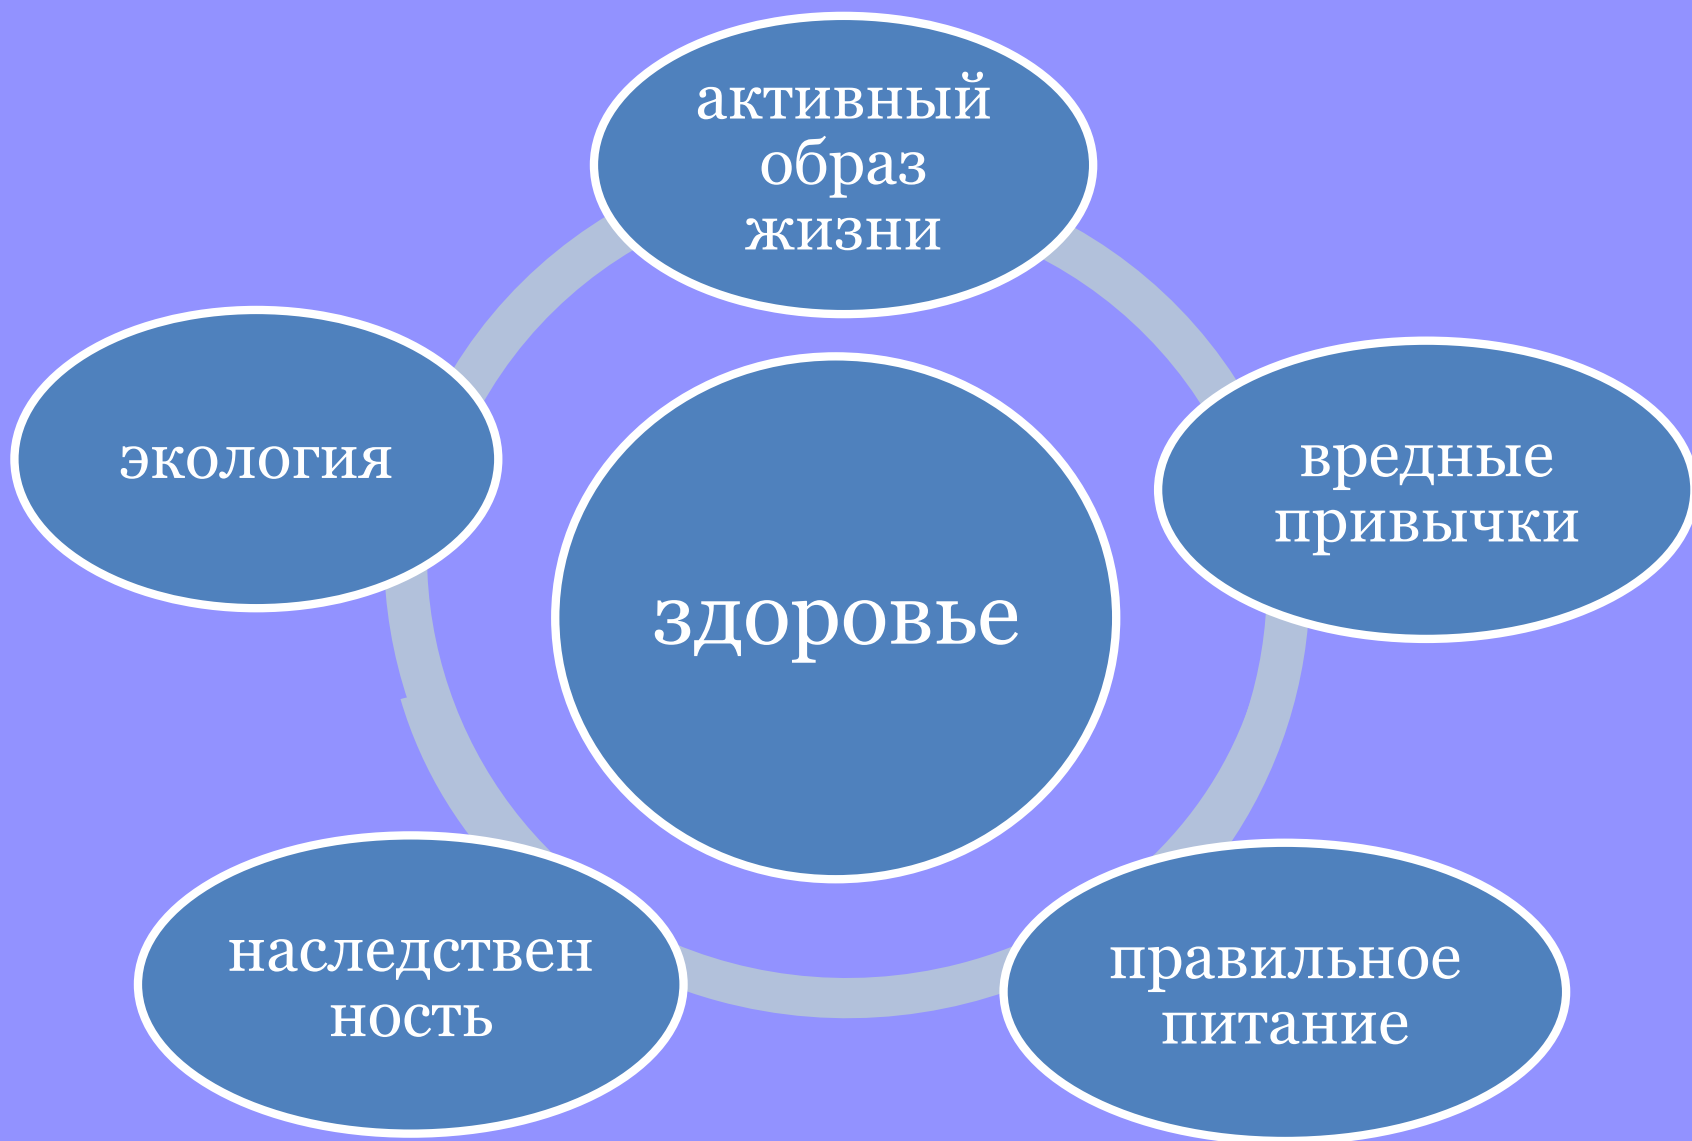 активный
образ
жизни
экология
вредные
привычки
здоровье
наследствен
ность
правильное
питание